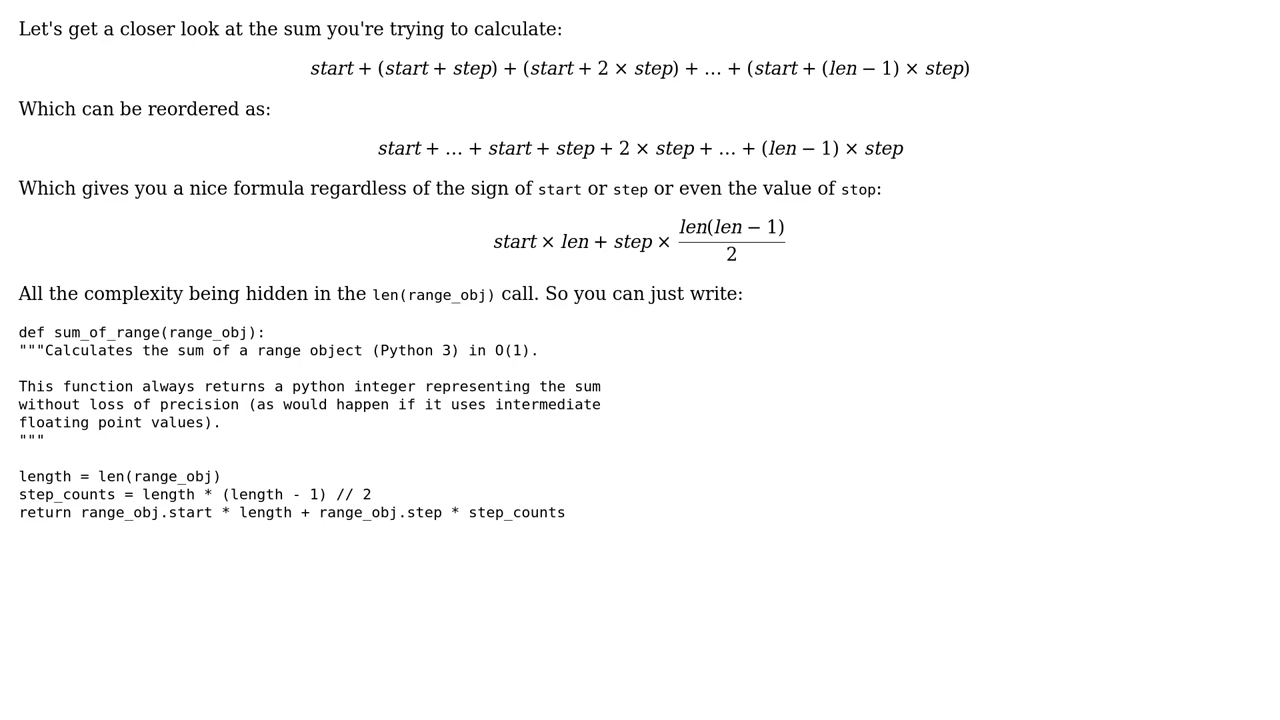 Let's get a closer look at the sum you're trying to calculate:
start + (start + step) + (start + 2 × step) + … + (start + (len − 1) × step)
Which can be reordered as:
start + … + start + step + 2 × step + … + (len − 1) × step
Which gives you a nice formula regardless of the sign of start or step or even the value of stop:
start × len + step × len(len − 1) / 2
All the complexity being hidden in the len(range_obj) call. So you can just write:
def sum_of_range(range_obj):
"""Calculates the sum of a range object (Python 3) in O(1).
This function always returns a python integer representing the sum
without loss of precision (as would happen if it uses intermediate
floating point values).
"""
length = len(range_obj)
step_counts = length * (length - 1) // 2
return range_obj.start * length + range_obj.step * step_counts